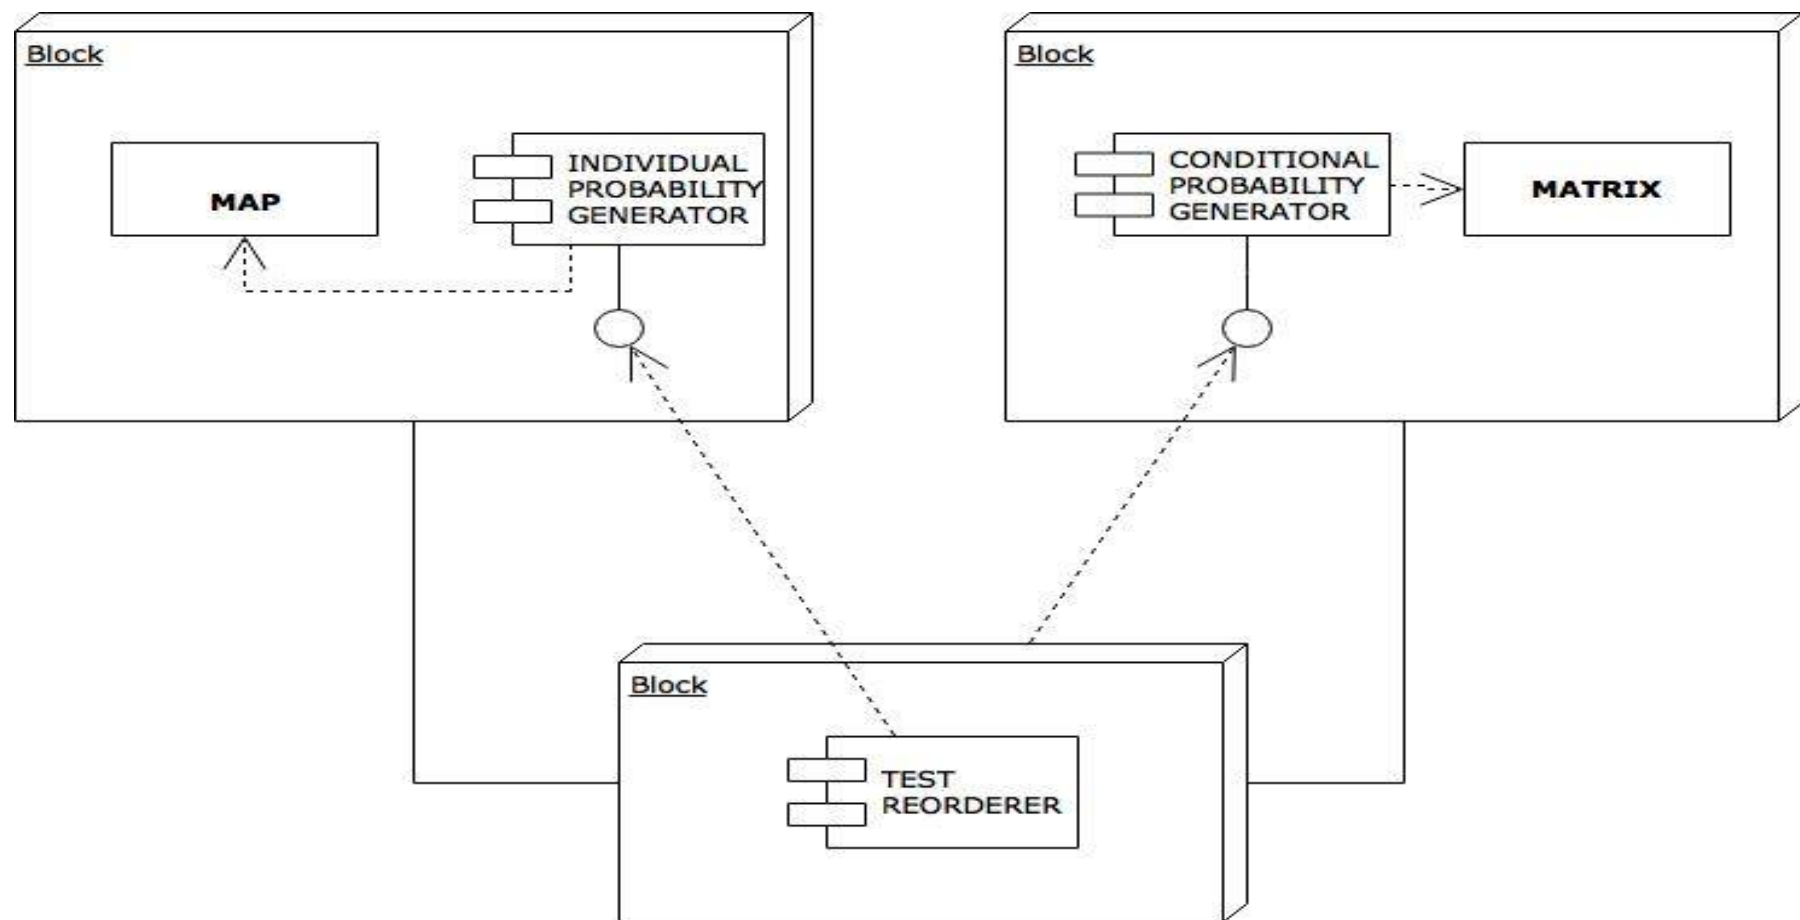 Block
MAP
INDIVIDUAL
PROBABILITY
GENERATOR
Block
CONDITIONAL
PROBABILITY
GENERATOR
MATRIX
Block
TEST
REORDERER